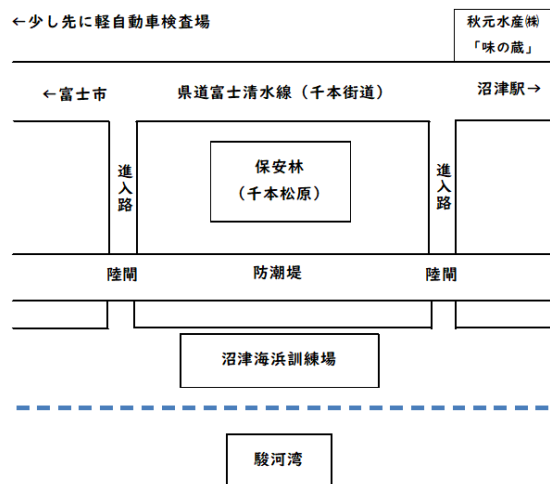 ←少し先に軽自動車検査場
秋元水産㈱
「味の蔵」
←富士市
県道富士清水線（千本街道）
沼津駅→
進入路
保安林
（千本松原）
進入路
陸閘
防潮堤
陸閘
沼津海浜訓練場
駿河湾